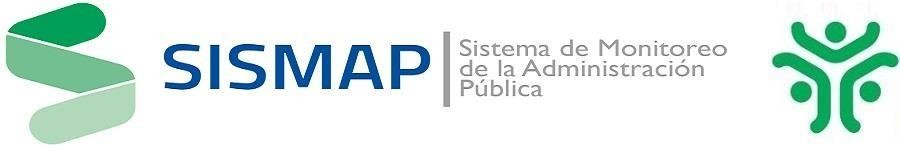 SISMAP
Sistema de Monitoreo
de la Administración
Pública